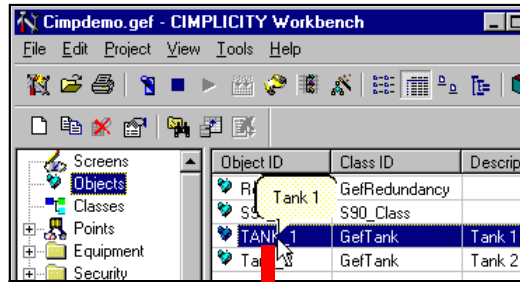 Cimpdemo.gef - CIMPLICITY Workbench
File Edit Project View Tools Help
Screens
Objects
Classes
Points
Equipment
Security
Object ID Class ID Descrip
GefRedundancy
Tank 1
S90_Class
TANK_1 GefTank Tank 1
GefTank Tank 2